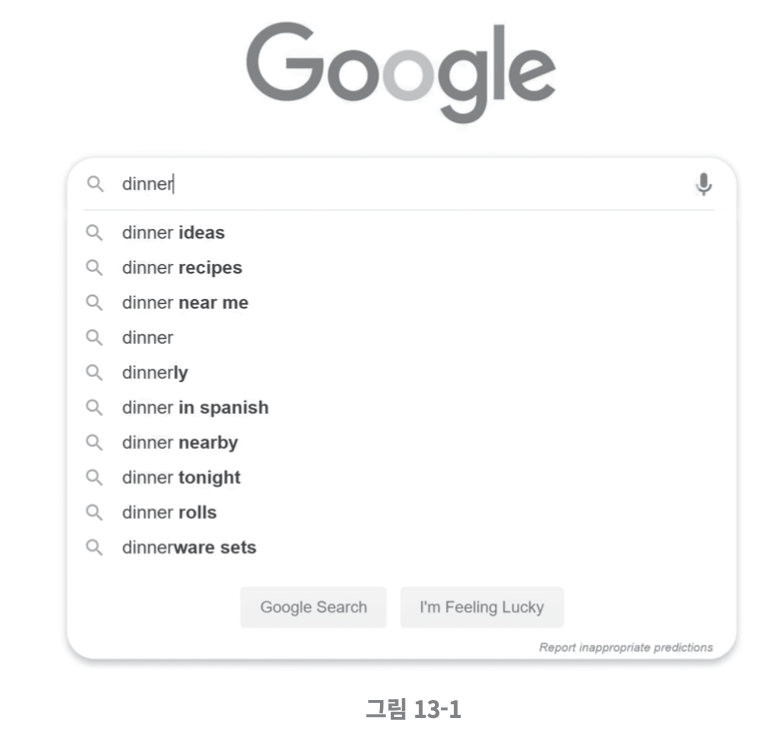 Google
dinner
dinner ideas
dinner recipes
dinner near me
dinner
dinnerly
dinner in spanish
dinner nearby
dinner tonight
dinner rolls
dinnerware sets
Google Search I'm Feeling Lucky
Report inappropriate predictions
그림 13-1